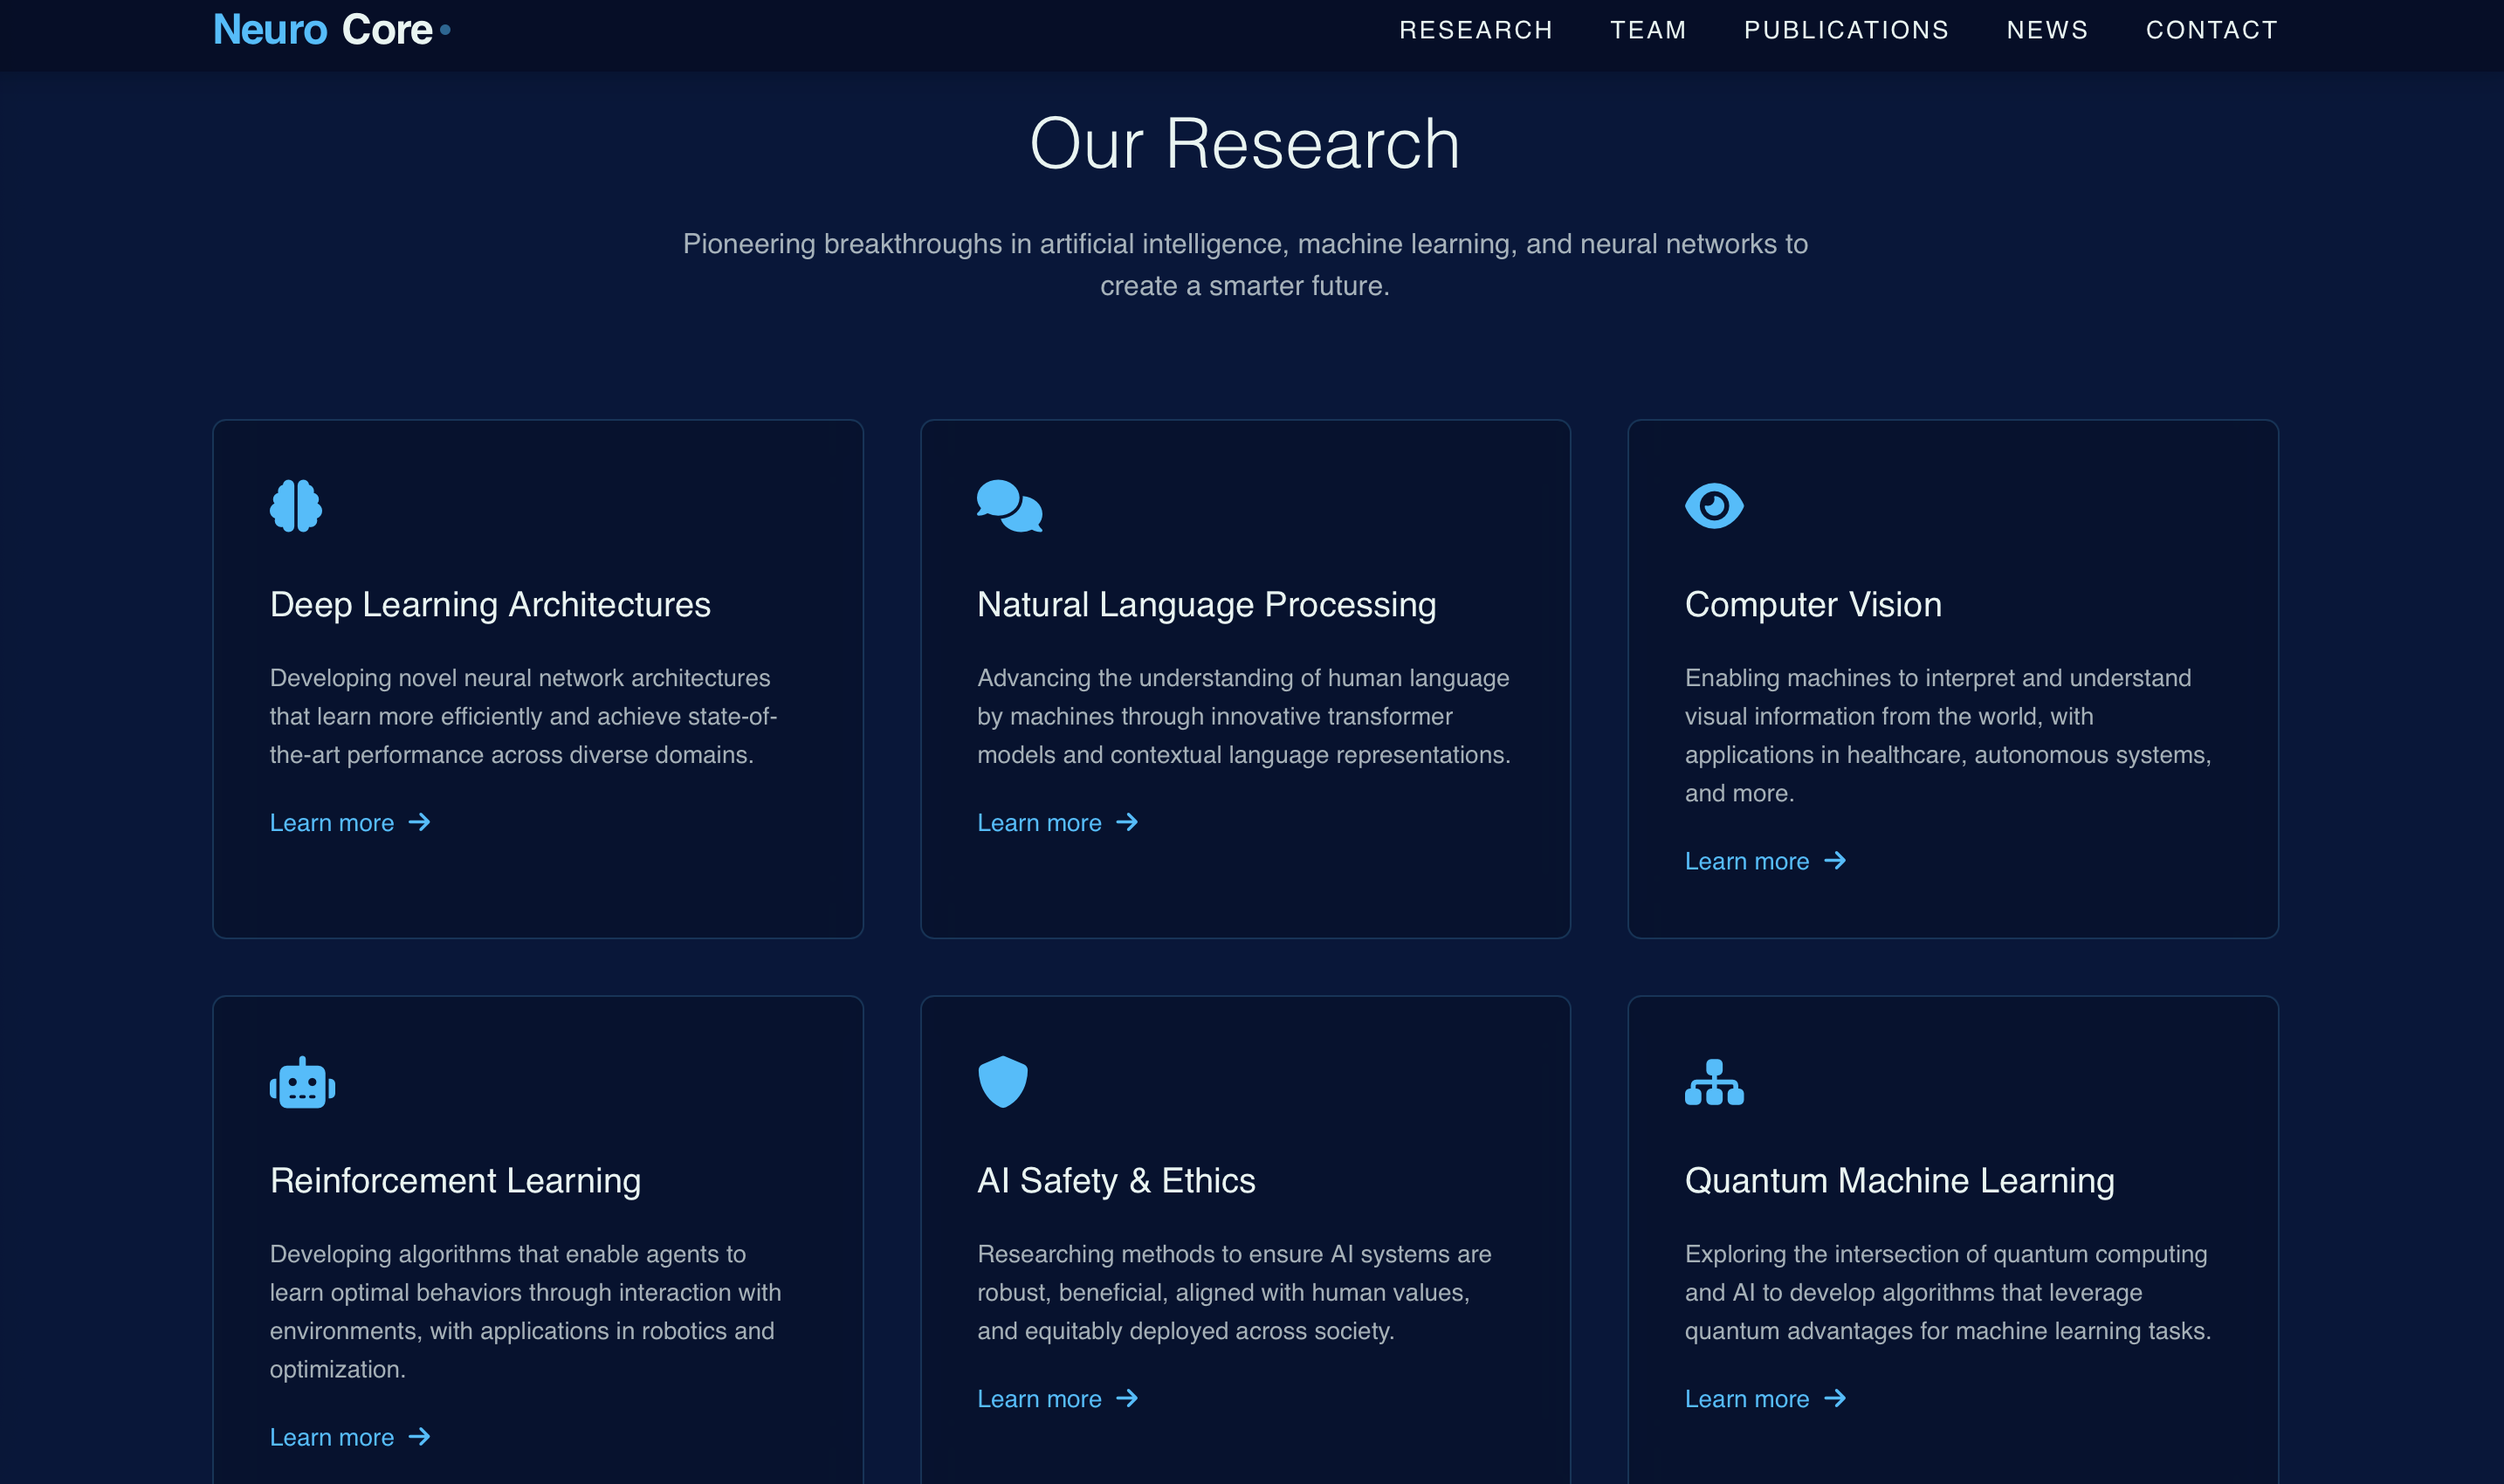 Neuro Core
RESEARCH TEAM PUBLICATIONS NEWS CONTACT
Our Research
Pioneering breakthroughs in artificial intelligence, machine learning, and neural networks to
create a smarter future.
Deep Learning Architectures
Developing novel neural network architectures
that learn more efficiently and achieve state-of-
the-art performance across diverse domains.
Learn more
Natural Language Processing
Advancing the understanding of human language
by machines through innovative transformer
models and contextual language representations.
Learn more
Computer Vision
Enabling machines to interpret and understand
visual information from the world, with
applications in healthcare, autonomous systems,
and more.
Learn more
Reinforcement Learning
Developing algorithms that enable agents to
learn optimal behaviors through interaction with
environments, with applications in robotics and
optimization.
Learn more
AI Safety & Ethics
Researching methods to ensure AI systems are
robust, beneficial, aligned with human values,
and equitably deployed across society.
Learn more
Quantum Machine Learning
Exploring the intersection of quantum computing
and AI to develop algorithms that leverage
quantum advantages for machine learning tasks.
Learn more